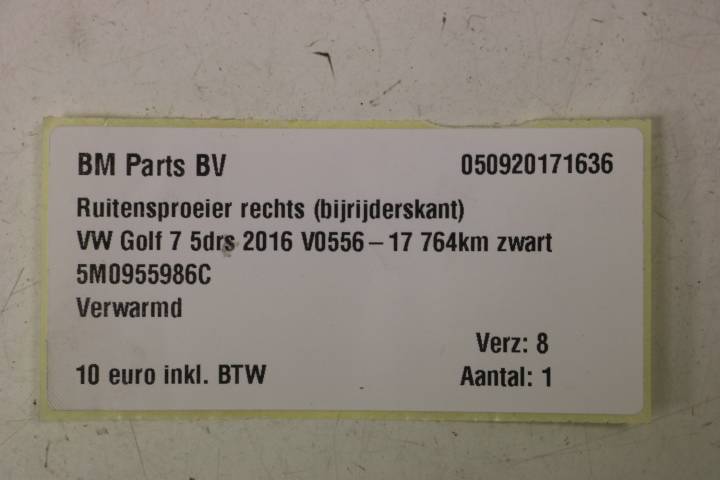 BM Parts BV 050920171636
Ruitensproeier rechts (bijrijderskant)
VW Golf 7 5drs 2016 V0556-17 764km zwart
5M0955986C
Verwarmd
Verz: 8
10 euro inkl. BTW Aantal: 1